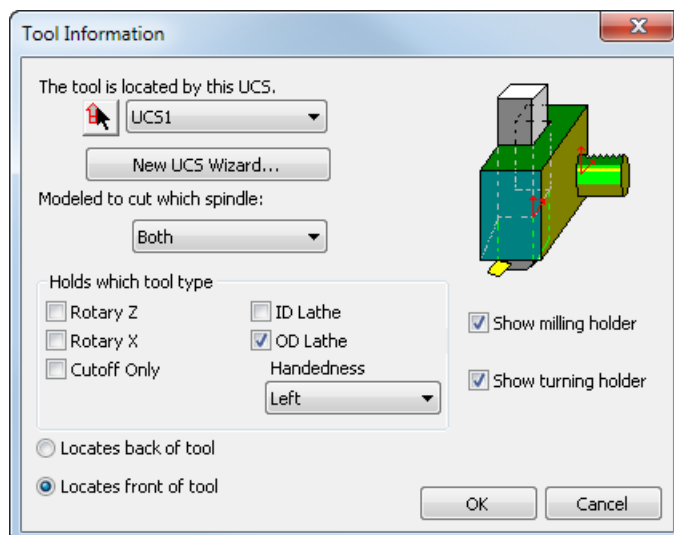 Tool Information
The tool is located by this UCS.
UCS1
New UCS Wizard...
Modeled to cut which spindle:
Both
Holds which tool type
Rotary Z
ID Lathe
Rotary X
OD Lathe
Cutoff Only
Handedness
Left
Show milling holder
Show turning holder
Locates back of tool
Locates front of tool
OK
Cancel